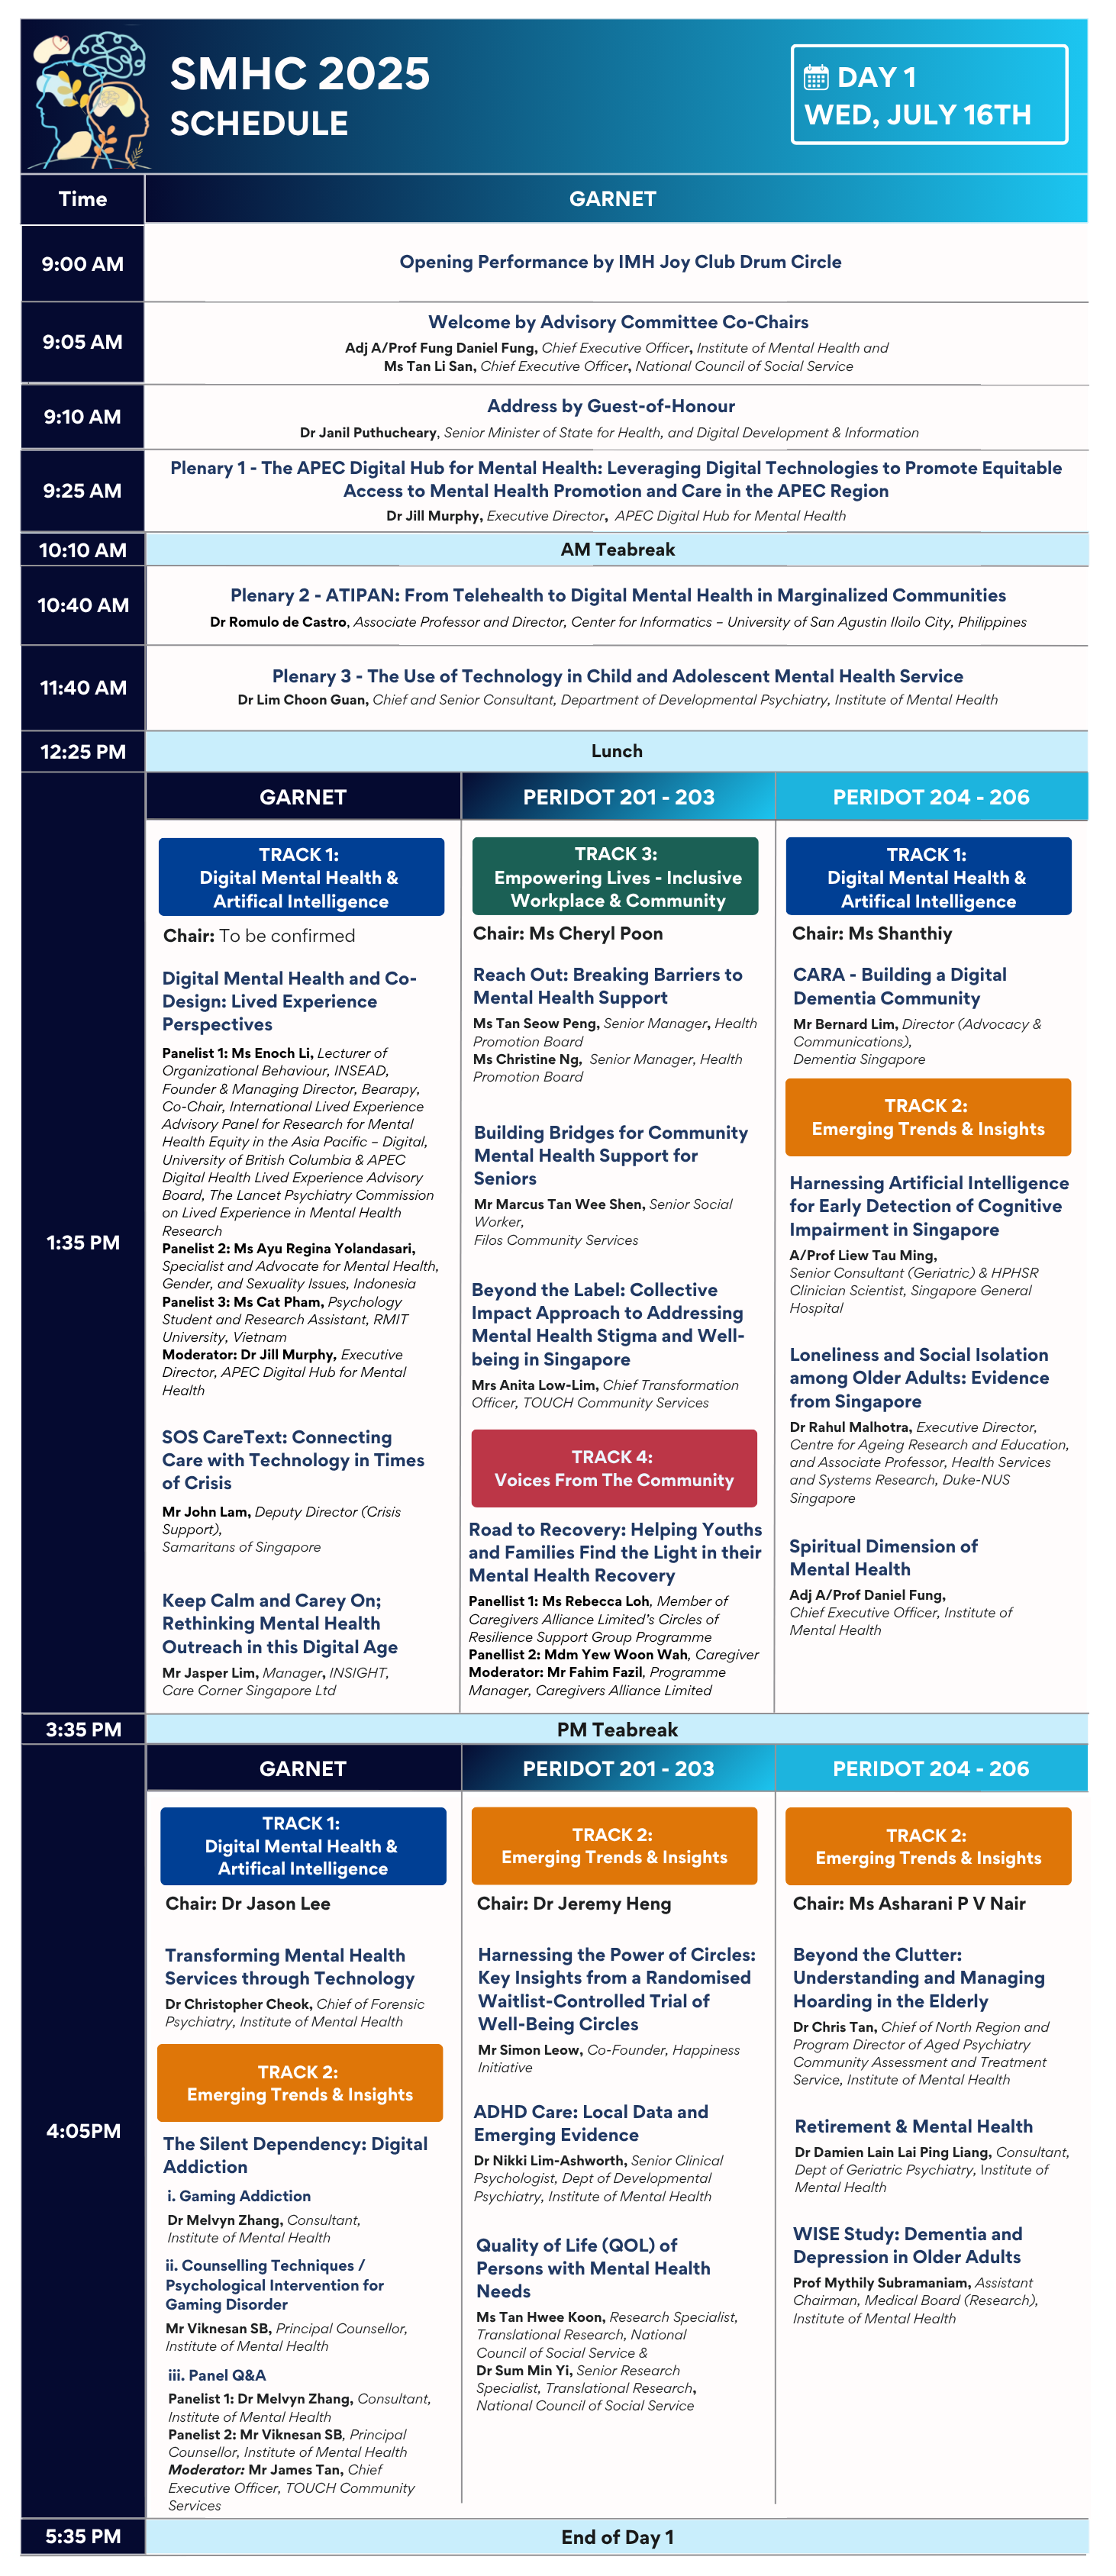 SMHC 2025
SCHEDULE
DAY 1
WED, JULY 16TH
Time
GARNET
9:00 AM
Opening Performance by IMH Joy Club Drum Circle
9:05 AM
Welcome by Advisory Committee Co-Chairs
Adj A/Prof Fung Daniel Fung, Chief Executive Officer, Institute of Mental Health and
Ms Tan Li San, Chief Executive Officer, National Council of Social Service
9:10 AM
Address by Guest-of-Honour
Dr Janil Puthucheary, Senior Minister of State for Health, and Digital Development & Information
9:25 AM
Plenary 1 - The APEC Digital Hub for Mental Health: Leveraging Digital Technologies to Promote Equitable
Access to Mental Health Promotion and Care in the APEC Region
Dr Jill Murphy, Executive Director, APEC Digital Hub for Mental Health
10:10 AM
AM Teabreak
10:40 AM
Plenary 2 - ATIPAN: From Telehealth to Digital Mental Health in Marginalized Communities
Dr Romulo de Castro, Associate Professor and Director, Center for Informatics – University of San Agustin Iloilo City, Philippines
11:40 AM
Plenary 3 - The Use of Technology in Child and Adolescent Mental Health Service
Dr Lim Choon Guan, Chief and Senior Consultant, Department of Developmental Psychiatry, Institute of Mental Health
12:25 PM
Lunch
1:35 PM
GARNET
TRACK 1:
Digital Mental Health &
Artifical Intelligence
Chair: To be confirmed
Digital Mental Health and Co-
Design: Lived Experience
Perspectives
Panelist 1: Ms Enoch Li, Lecturer of
Organizational Behaviour, INSEAD,
Founder & Managing Director, Bearapy,
Co-Chair, International Lived Experience
Advisory Panel for Research for Mental
Health Equity in the Asia Pacific – Digital,
University of British Columbia & APEC
Digital Health Lived Experience Advisory
Board, The Lancet Psychiatry Commission
on Lived Experience in Mental Health
Research
Panelist 2: Ms Ayu Regina Yolandasari,
Specialist and Advocate for Mental Health,
Gender, and Sexuality Issues, Indonesia
Panelist 3: Ms Cat Pham, Psychology
Student and Research Assistant, RMIT
University, Vietnam
Moderator: Dr Jill Murphy, Executive
Director, APEC Digital Hub for Mental
Health
SOS CareText: Connecting
Care with Technology in Times
of Crisis
Mr John Lam, Deputy Director (Crisis
Support),
Samaritans of Singapore
Keep Calm and Carey On;
Rethinking Mental Health
Outreach in this Digital Age
Mr Jasper Lim, Manager, INSIGHT,
Care Corner Singapore Ltd
PERIDOT 201 - 203
TRACK 3:
Empowering Lives - Inclusive
Workplace & Community
Chair: Ms Cheryl Poon
Reach Out: Breaking Barriers to
Mental Health Support
Ms Tan Seow Peng, Senior Manager, Health
Promotion Board
Ms Christine Ng, Senior Manager, Health
Promotion Board
Building Bridges for Community
Mental Health Support for
Seniors
Mr Marcus Tan Wee Shen, Senior Social
Worker,
Filos Community Services
Beyond the Label: Collective
Impact Approach to Addressing
Mental Health Stigma and Well-
being in Singapore
Mrs Anita Low-Lim, Chief Transformation
Officer, TOUCH Community Services
TRACK 4:
Voices From The Community
Road to Recovery: Helping Youths
and Families Find the Light in their
Mental Health Recovery
Panellist 1: Ms Rebecca Loh, Member of
Caregivers Alliance Limited's Circles of
Resilience Support Group Programme
Panellist 2: Mdm Yew Woon Wah, Caregiver
Moderator: Mr Fahim Fazil, Programme
Manager, Caregivers Alliance Limited
PERIDOT 204 - 206
TRACK 1:
Digital Mental Health &
Artifical Intelligence
Chair: Ms Shanthiy
CARA - Building a Digital
Dementia Community
Mr Bernard Lim, Director (Advocacy &
Communications),
Dementia Singapore
TRACK 2:
Emerging Trends & Insights
Harnessing Artificial Intelligence
for Early Detection of Cognitive
Impairment in Singapore
A/Prof Liew Tau Ming,
Senior Consultant (Geriatric) & HPHSR
Clinician Scientist, Singapore General
Hospital
Loneliness and Social Isolation
among Older Adults: Evidence
from Singapore
Dr Rahul Malhotra, Executive Director,
Centre for Ageing Research and Education,
and Associate Professor, Health Services
and Systems Research, Duke-NUS
Singapore
Spiritual Dimension of
Mental Health
Adj A/Prof Daniel Fung,
Chief Executive Officer, Institute of
Mental Health
3:35 PM
PM Teabreak
4:05PM
GARNET
TRACK 1:
Digital Mental Health &
Artifical Intelligence
Chair: Dr Jason Lee
Transforming Mental Health
Services through Technology
Dr Christopher Cheok, Chief of Forensic
Psychiatry, Institute of Mental Health
TRACK 2:
Emerging Trends & Insights
The Silent Dependency: Digital
Addiction
i. Gaming Addiction
Dr Melvyn Zhang, Consultant,
Institute of Mental Health
ii. Counselling Techniques /
Psychological Intervention for
Gaming Disorder
Mr Viknesan SB, Principal Counsellor,
Institute of Mental Health
iii. Panel Q&A
Panelist 1: Dr Melvyn Zhang, Consultant,
Institute of Mental Health
Panelist 2: Mr Viknesan SB, Principal
Counsellor, Institute of Mental Health
Moderator: Mr James Tan, Chief
Executive Officer, TOUCH Community
Services
PERIDOT 201 - 203
TRACK 2:
Emerging Trends & Insights
Chair: Dr Jeremy Heng
Harnessing the Power of Circles:
Key Insights from a Randomised
Waitlist-Controlled Trial of
Well-Being Circles
Mr Simon Leow, Co-Founder, Happiness
Initiative
ADHD Care: Local Data and
Emerging Evidence
Dr Nikki Lim-Ashworth, Senior Clinical
Psychologist, Dept of Developmental
Psychiatry, Institute of Mental Health
Quality of Life (QOL) of
Persons with Mental Health
Needs
Ms Tan Hwee Koon, Research Specialist,
Translational Research, National
Council of Social Service &
Dr Sum Min Yi, Senior Research
Specialist, Translational Research,
National Council of Social Service
PERIDOT 204 - 206
TRACK 2:
Emerging Trends & Insights
Chair: Ms Asharani P V Nair
Beyond the Clutter:
Understanding and Managing
Hoarding in the Elderly
Dr Chris Tan, Chief of North Region and
Program Director of Aged Psychiatry
Community Assessment and Treatment
Service, Institute of Mental Health
Retirement & Mental Health
Dr Damien Lain Lai Ping Liang, Consultant,
Dept of Geriatric Psychiatry, Institute of
Mental Health
WISE Study: Dementia and
Depression in Older Adults
Prof Mythily Subramaniam, Assistant
Chairman, Medical Board (Research),
Institute of Mental Health
5:35 PM
End of Day 1